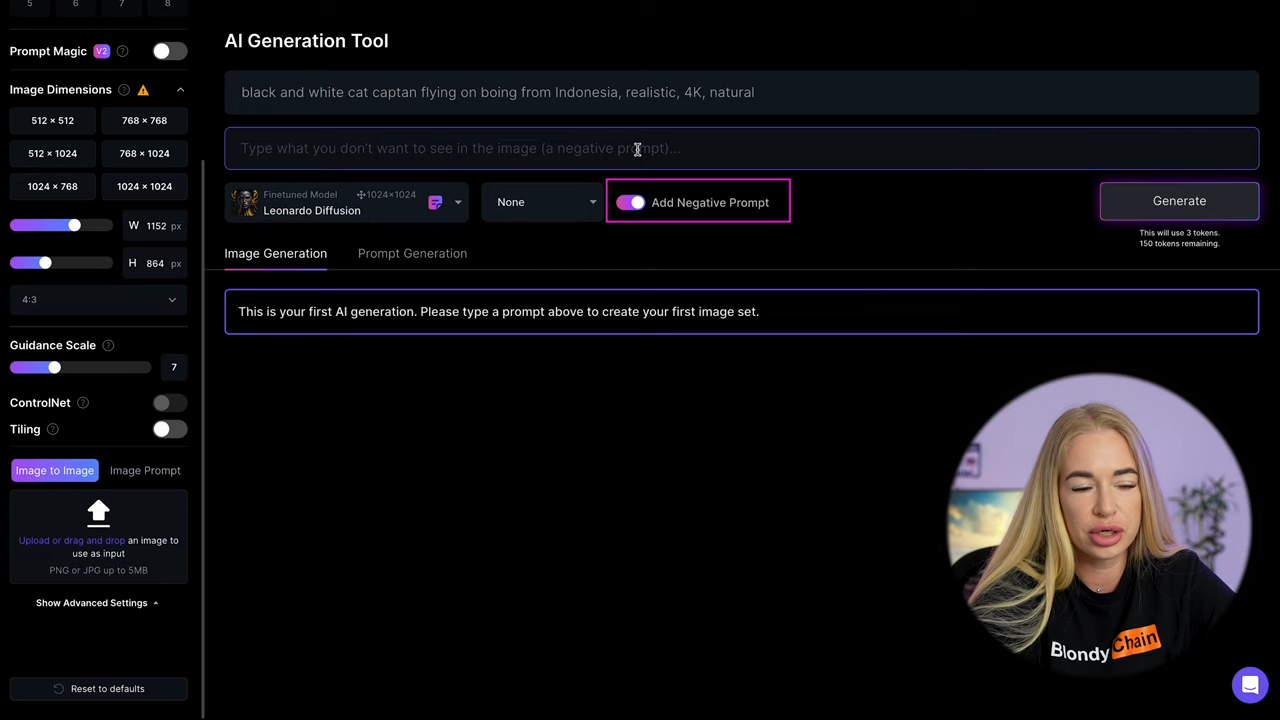 5 6 7 8
AI Generation Tool
Prompt Magic V2 ?
black and white cat captan flying on boing from Indonesia, realistic, 4K, natural
Image Dimensions ?
512 × 512 768 × 768
Type what you don't want to see in the image (a negative prompt)...
512 × 1024 768 × 1024
1024 × 768 1024 × 1024
Finetuned Model 1024×1024
Leonardo Diffusion
None
Add Negative Prompt
Generate
This will use 3 tokens.
150 tokens remaining.
W 1152 px
H 864 px
Image Generation Prompt Generation
4:3
This is your first AI generation. Please type a prompt above to create your first image set.
Guidance Scale ?
7
ControlNet ?
Tiling ?
Image to Image Image Prompt
Upload or drag and drop an image to
use as input
PNG or JPG up to 5MB
Show Advanced Settings
Reset to defaults
Blondy Chain